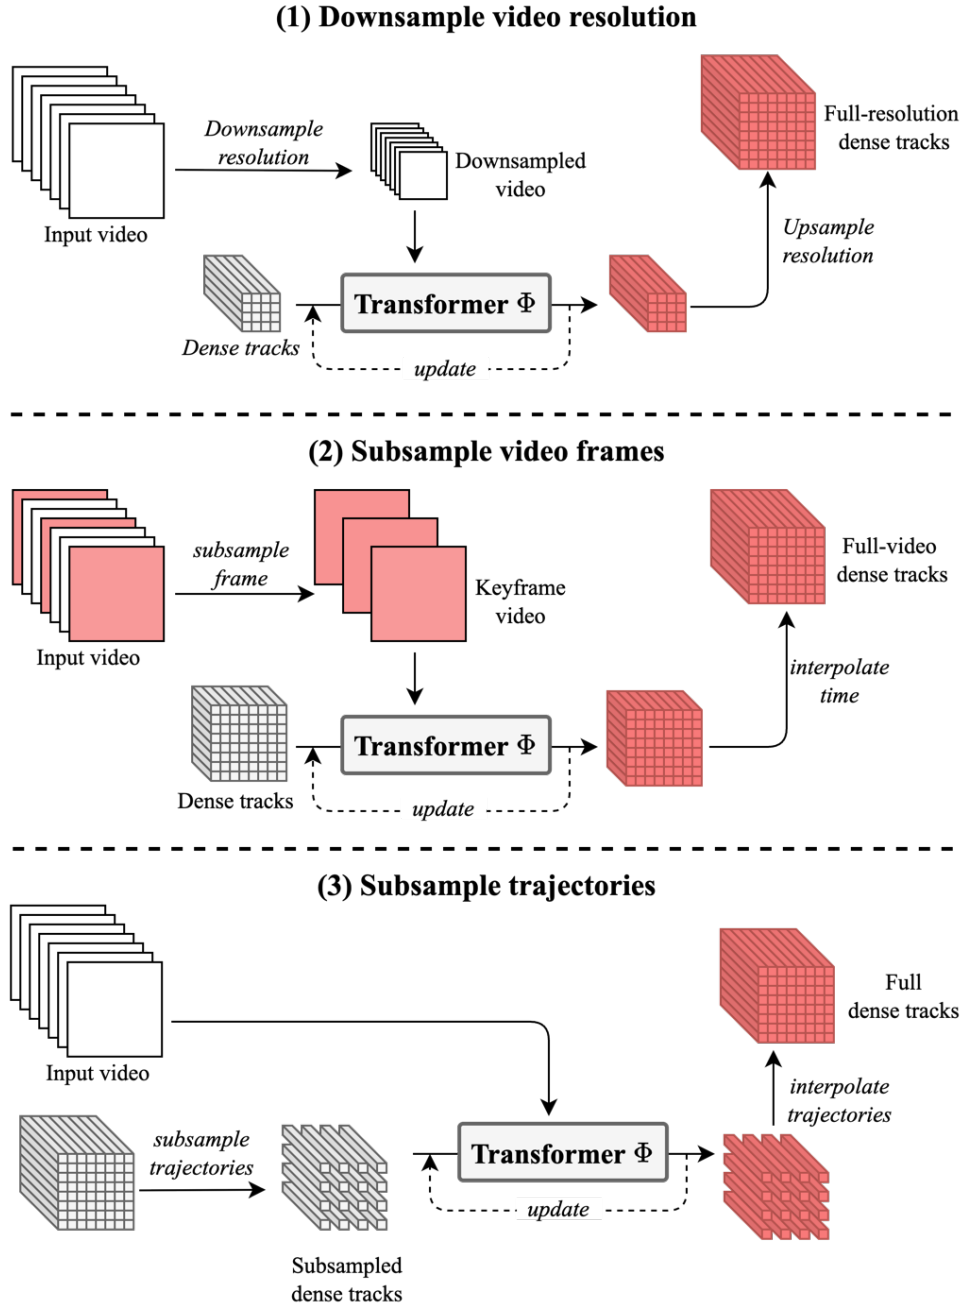 (1) Downsample video resolution
Downsample
resolution
Input video
Downsampled
video
Full-resolution
dense tracks
Upsample
resolution
Dense tracks
Transformer Φ
update
(2) Subsample video frames
subsample
frame
Input video
Keyframe
video
Full-video
dense tracks
interpolate
time
Dense tracks
Transformer Φ
update
(3) Subsample trajectories
Input video
Full
dense tracks
interpolate
trajectories
subsample
trajectories
Transformer Φ
update
Subsampled
dense tracks